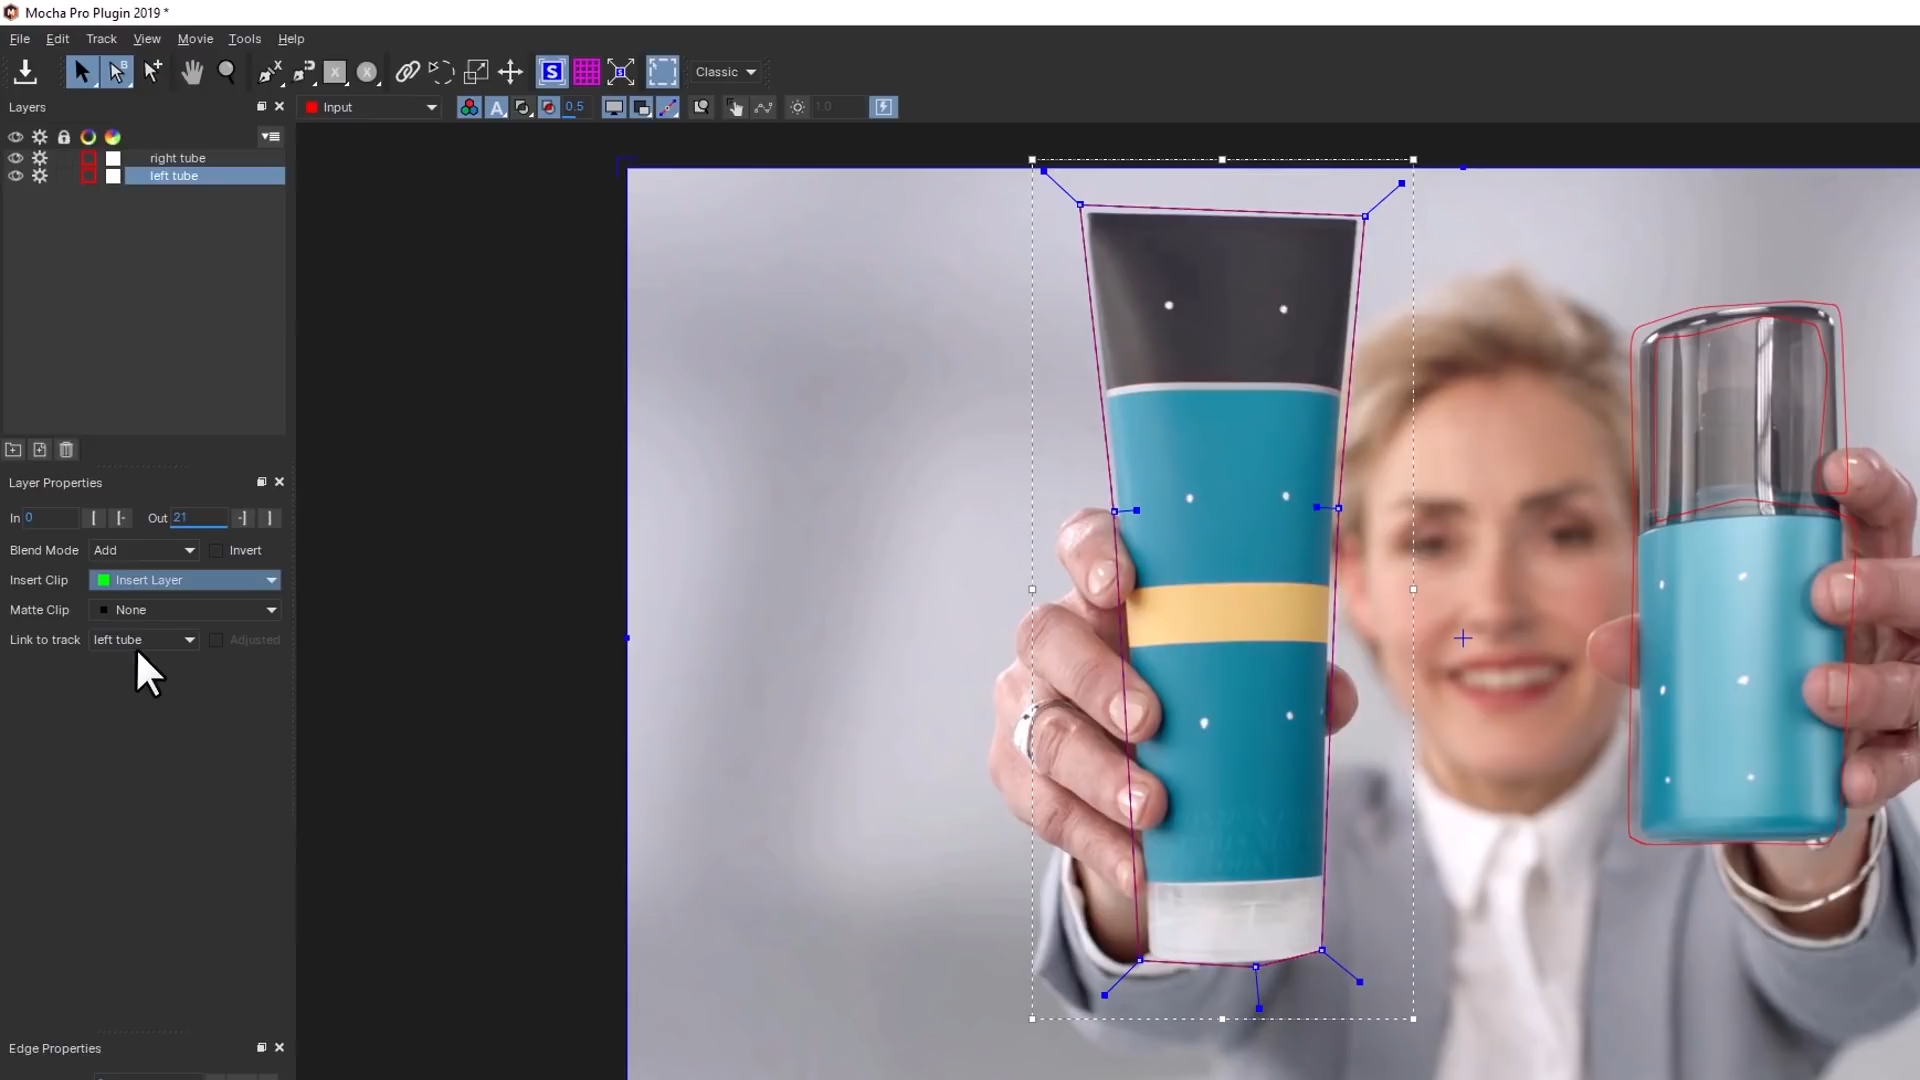 Mocha Pro Plugin 2019 *
File Edit Track View Movie Tools Help
S Classic
Layers Input A 0.5 1.0
right tube
left tube
Layer Properties
In 0 Out 21
Blend Mode Add Invert
Insert Clip Insert Layer
Matte Clip None
Link to track left tube Adjusted
Edge Properties